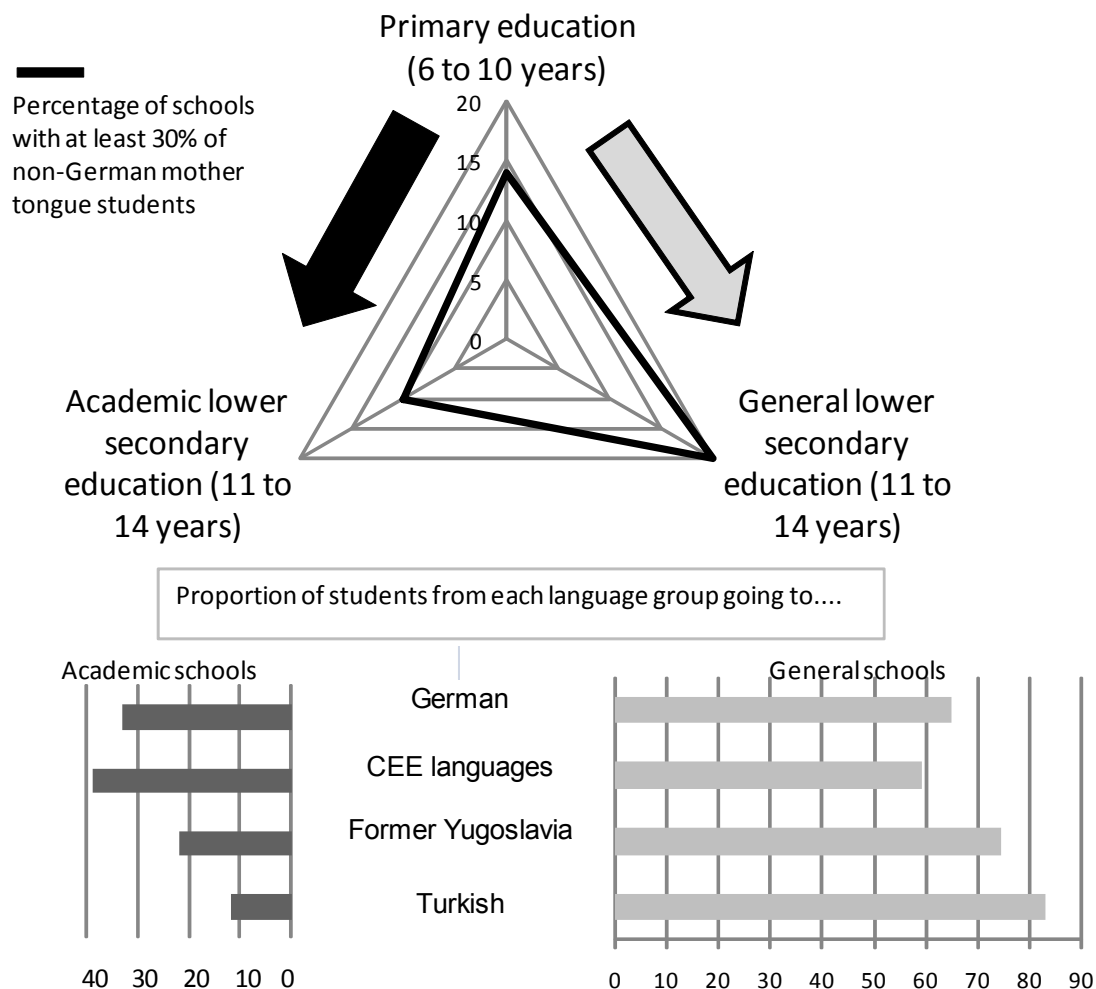 Primary education
(6 to 10 years)
Percentage of schools
with at least 30% of
non-German mother
tongue students
20
15
10
5
0
Academic lower
secondary
education (11 to
14 years)
General lower
secondary
education (11 to
14 years)
Proportion of students from each language group going to....
Academic schools
General schools
German
CEE languages
Former Yugoslavia
Turkish
40 30 20 10 0
0 10 20 30 40 50 60 70 80 90